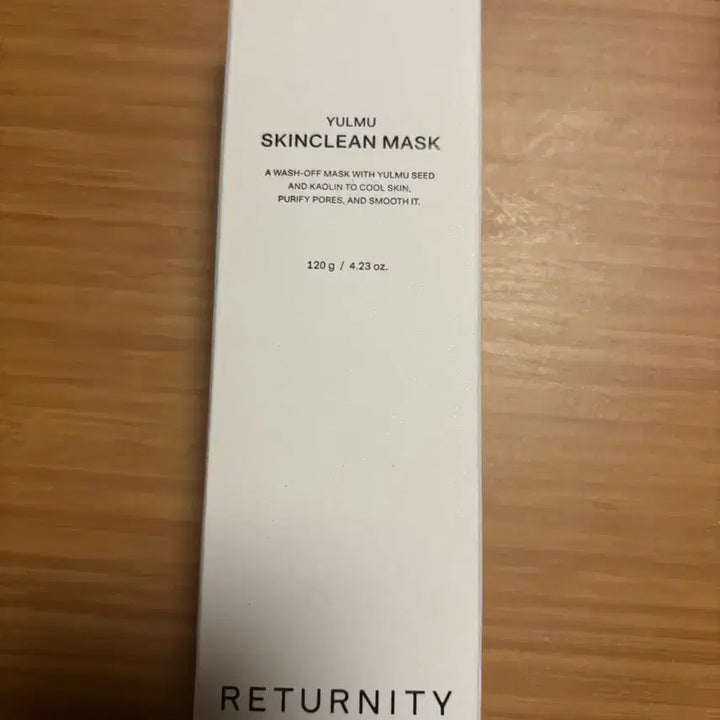 YULMU
SKINCLEAN MASK
A WASH-OFF MASK WITH YULMU SEED
AND KAOLIN TO COOL SKIN,
PURIFY PORES, AND SMOOTH IT.
120 g / 4.23 oz.
RETURNITY